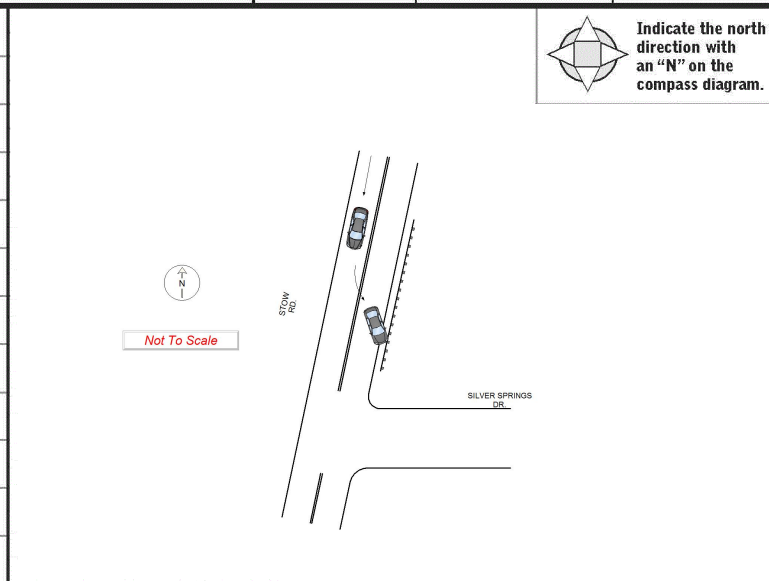 Indicate the north
direction with
an “N” on the
compass diagram.
N
STOW
RD.
Not To Scale
SILVER SPRINGS
DR.